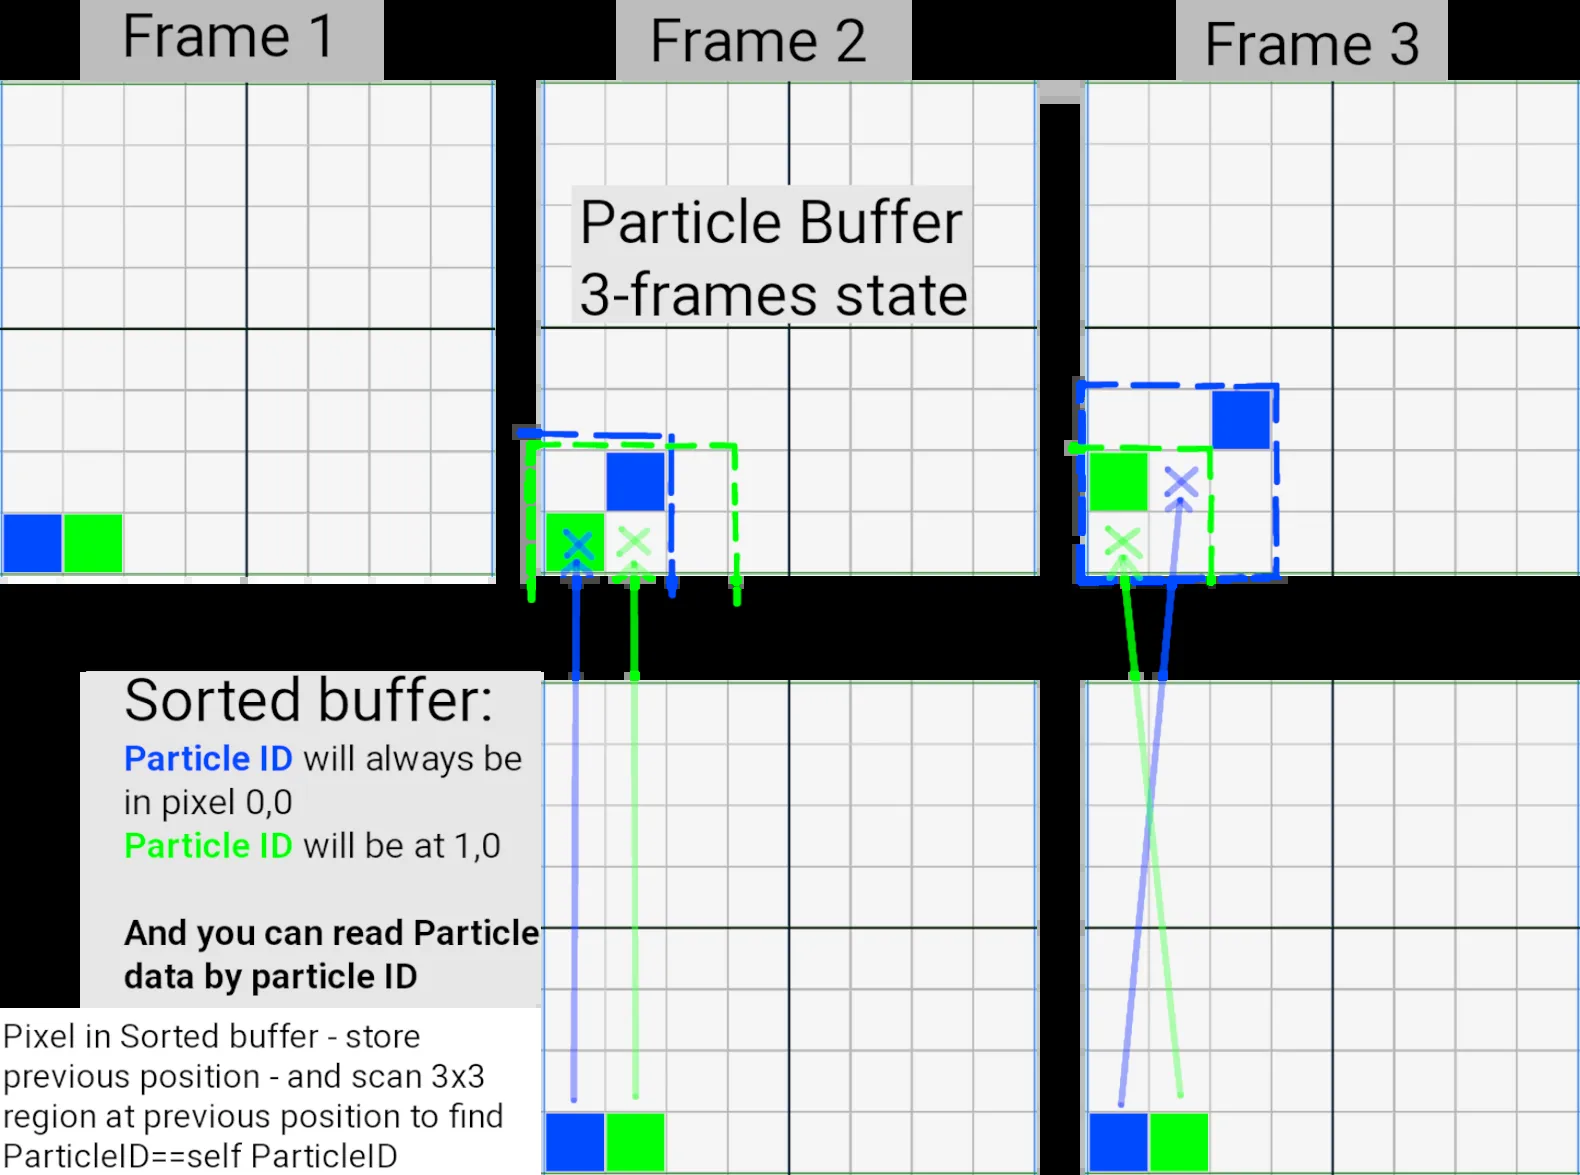 Frame 1
Frame 2
Frame 3
Particle Buffer
3-frames state
Sorted buffer:
Particle ID will always be
in pixel 0,0
Particle ID will be at 1,0
And you can read Particle
data by particle ID
Pixel in Sorted buffer - store
previous position - and scan 3x3
region at previous position to find
ParticleID==self ParticleID